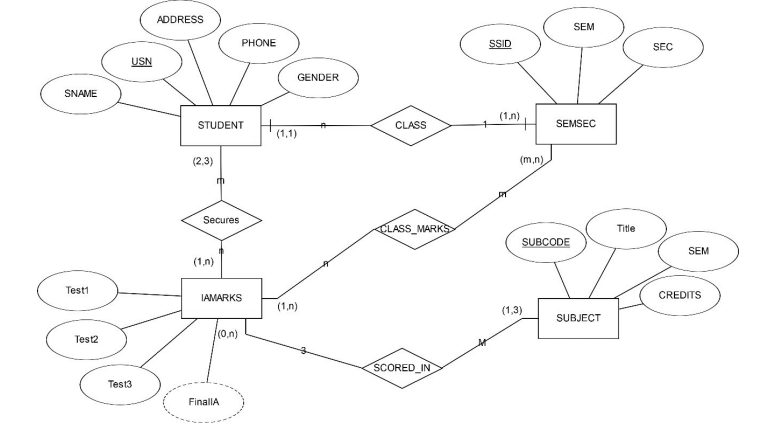 ADDRESS
SEM
PHONE
SSID
SEC
USN
GENDER
SNAME
STUDENT
n
CLASS
1
(1,n)
SEMSEC
(1,1)
(2,3)
(m,n)
m
m
Secures
CLASS_MARKS
n
(1,n)
n
SUBCODE
Title
SEM
Test1
IAMARKS
(1,n)
CREDITS
(1,3)
SUBJECT
Test2
(0,n)
3
M
SCORED_IN
Test3
FinalIA